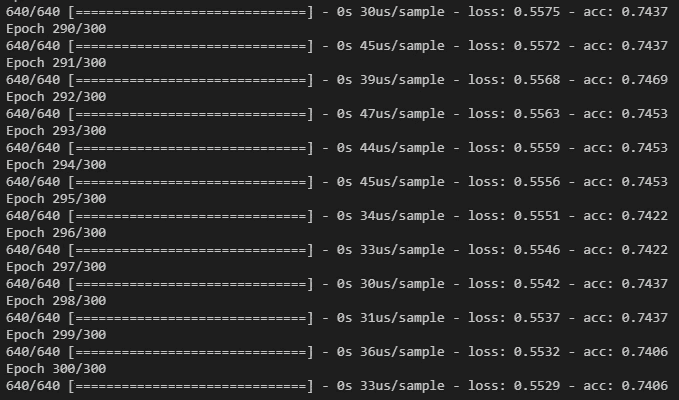 640/640 [==============================] - 0s 30us/sample - loss: 0.5575 - acc: 0.7437
Epoch 290/300
640/640 [==============================] - 0s 45us/sample - loss: 0.5572 - acc: 0.7437
Epoch 291/300
640/640 [==============================] - 0s 39us/sample - loss: 0.5568 - acc: 0.7469
Epoch 292/300
640/640 [==============================] - 0s 47us/sample - loss: 0.5563 - acc: 0.7453
Epoch 293/300
640/640 [==============================] - 0s 44us/sample - loss: 0.5559 - acc: 0.7453
Epoch 294/300
640/640 [==============================] - 0s 45us/sample - loss: 0.5556 - acc: 0.7453
Epoch 295/300
640/640 [==============================] - 0s 34us/sample - loss: 0.5551 - acc: 0.7422
Epoch 296/300
640/640 [==============================] - 0s 33us/sample - loss: 0.5546 - acc: 0.7422
Epoch 297/300
640/640 [==============================] - 0s 30us/sample - loss: 0.5542 - acc: 0.7437
Epoch 298/300
640/640 [==============================] - 0s 31us/sample - loss: 0.5537 - acc: 0.7437
Epoch 299/300
640/640 [==============================] - 0s 36us/sample - loss: 0.5532 - acc: 0.7406
Epoch 300/300
640/640 [==============================] - 0s 33us/sample - loss: 0.5529 - acc: 0.7406